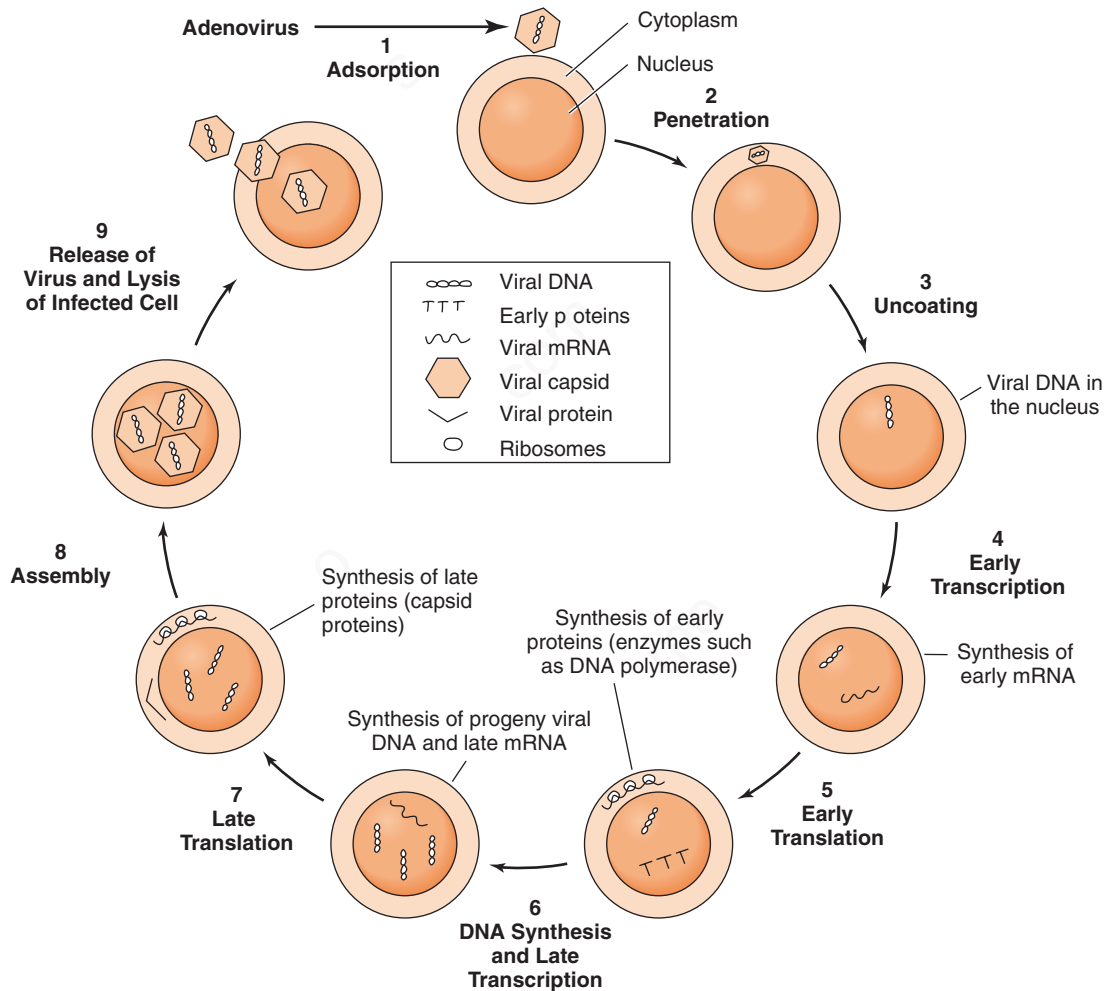 Adenovirus
1
Adsorption
Cytoplasm
Nucleus
2
Penetration
3
Uncoating
Viral DNA in
the nucleus
4
Early
Transcription
Synthesis of
early mRNA
5
Early
Translation
Synthesis of early
proteins (enzymes such
as DNA polymerase)
6
DNA Synthesis
and Late
Transcription
Synthesis of progeny viral
DNA and late mRNA
7
Late
Translation
Synthesis of late
proteins (capsid
proteins)
8
Assembly
9
Release of
Virus and Lysis
of Infected Cell
Viral DNA
Early p oteins
Viral mRNA
Viral capsid
Viral protein
Ribosomes